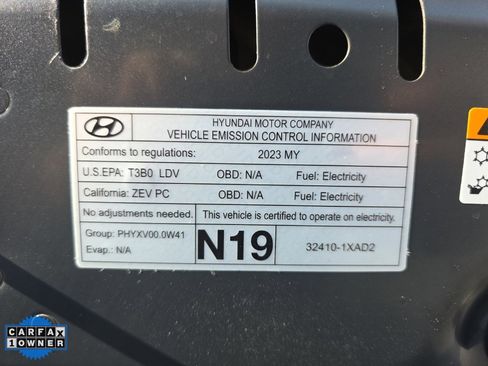 HYUNDAI MOTOR COMPANY
VEHICLE EMISSION CONTROL INFORMATION
Conforms to regulations: 2023 MY
U.S.EPA: T3B0 LDV OBD: N/A Fuel: Electricity
California: ZEV PC OBD: N/A Fuel: Electricity
No adjustments needed. This vehicle is certified to operate on electricity.
Group: PHYXV00.0W41
Evap.: N/A
N19
32410-1XAD2
CARFAX
1 OWNER